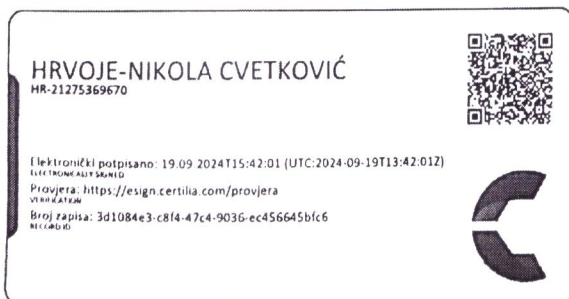 HRVOJE-NIKOLA CVETKOVIĆ
HR-21275369670
Elektronički potpisano: 19.09.2024T15:42:01 (UTC:2024-09-19T13:42:01Z)
ELECTRONICALLY SIGNED
Provjera: https://esign.certilia.com/provjera
VERIFICATION
Broj zapisa: 3d1084e3-c8f4-47c4-9036-ec456645bfc6
RECORD ID